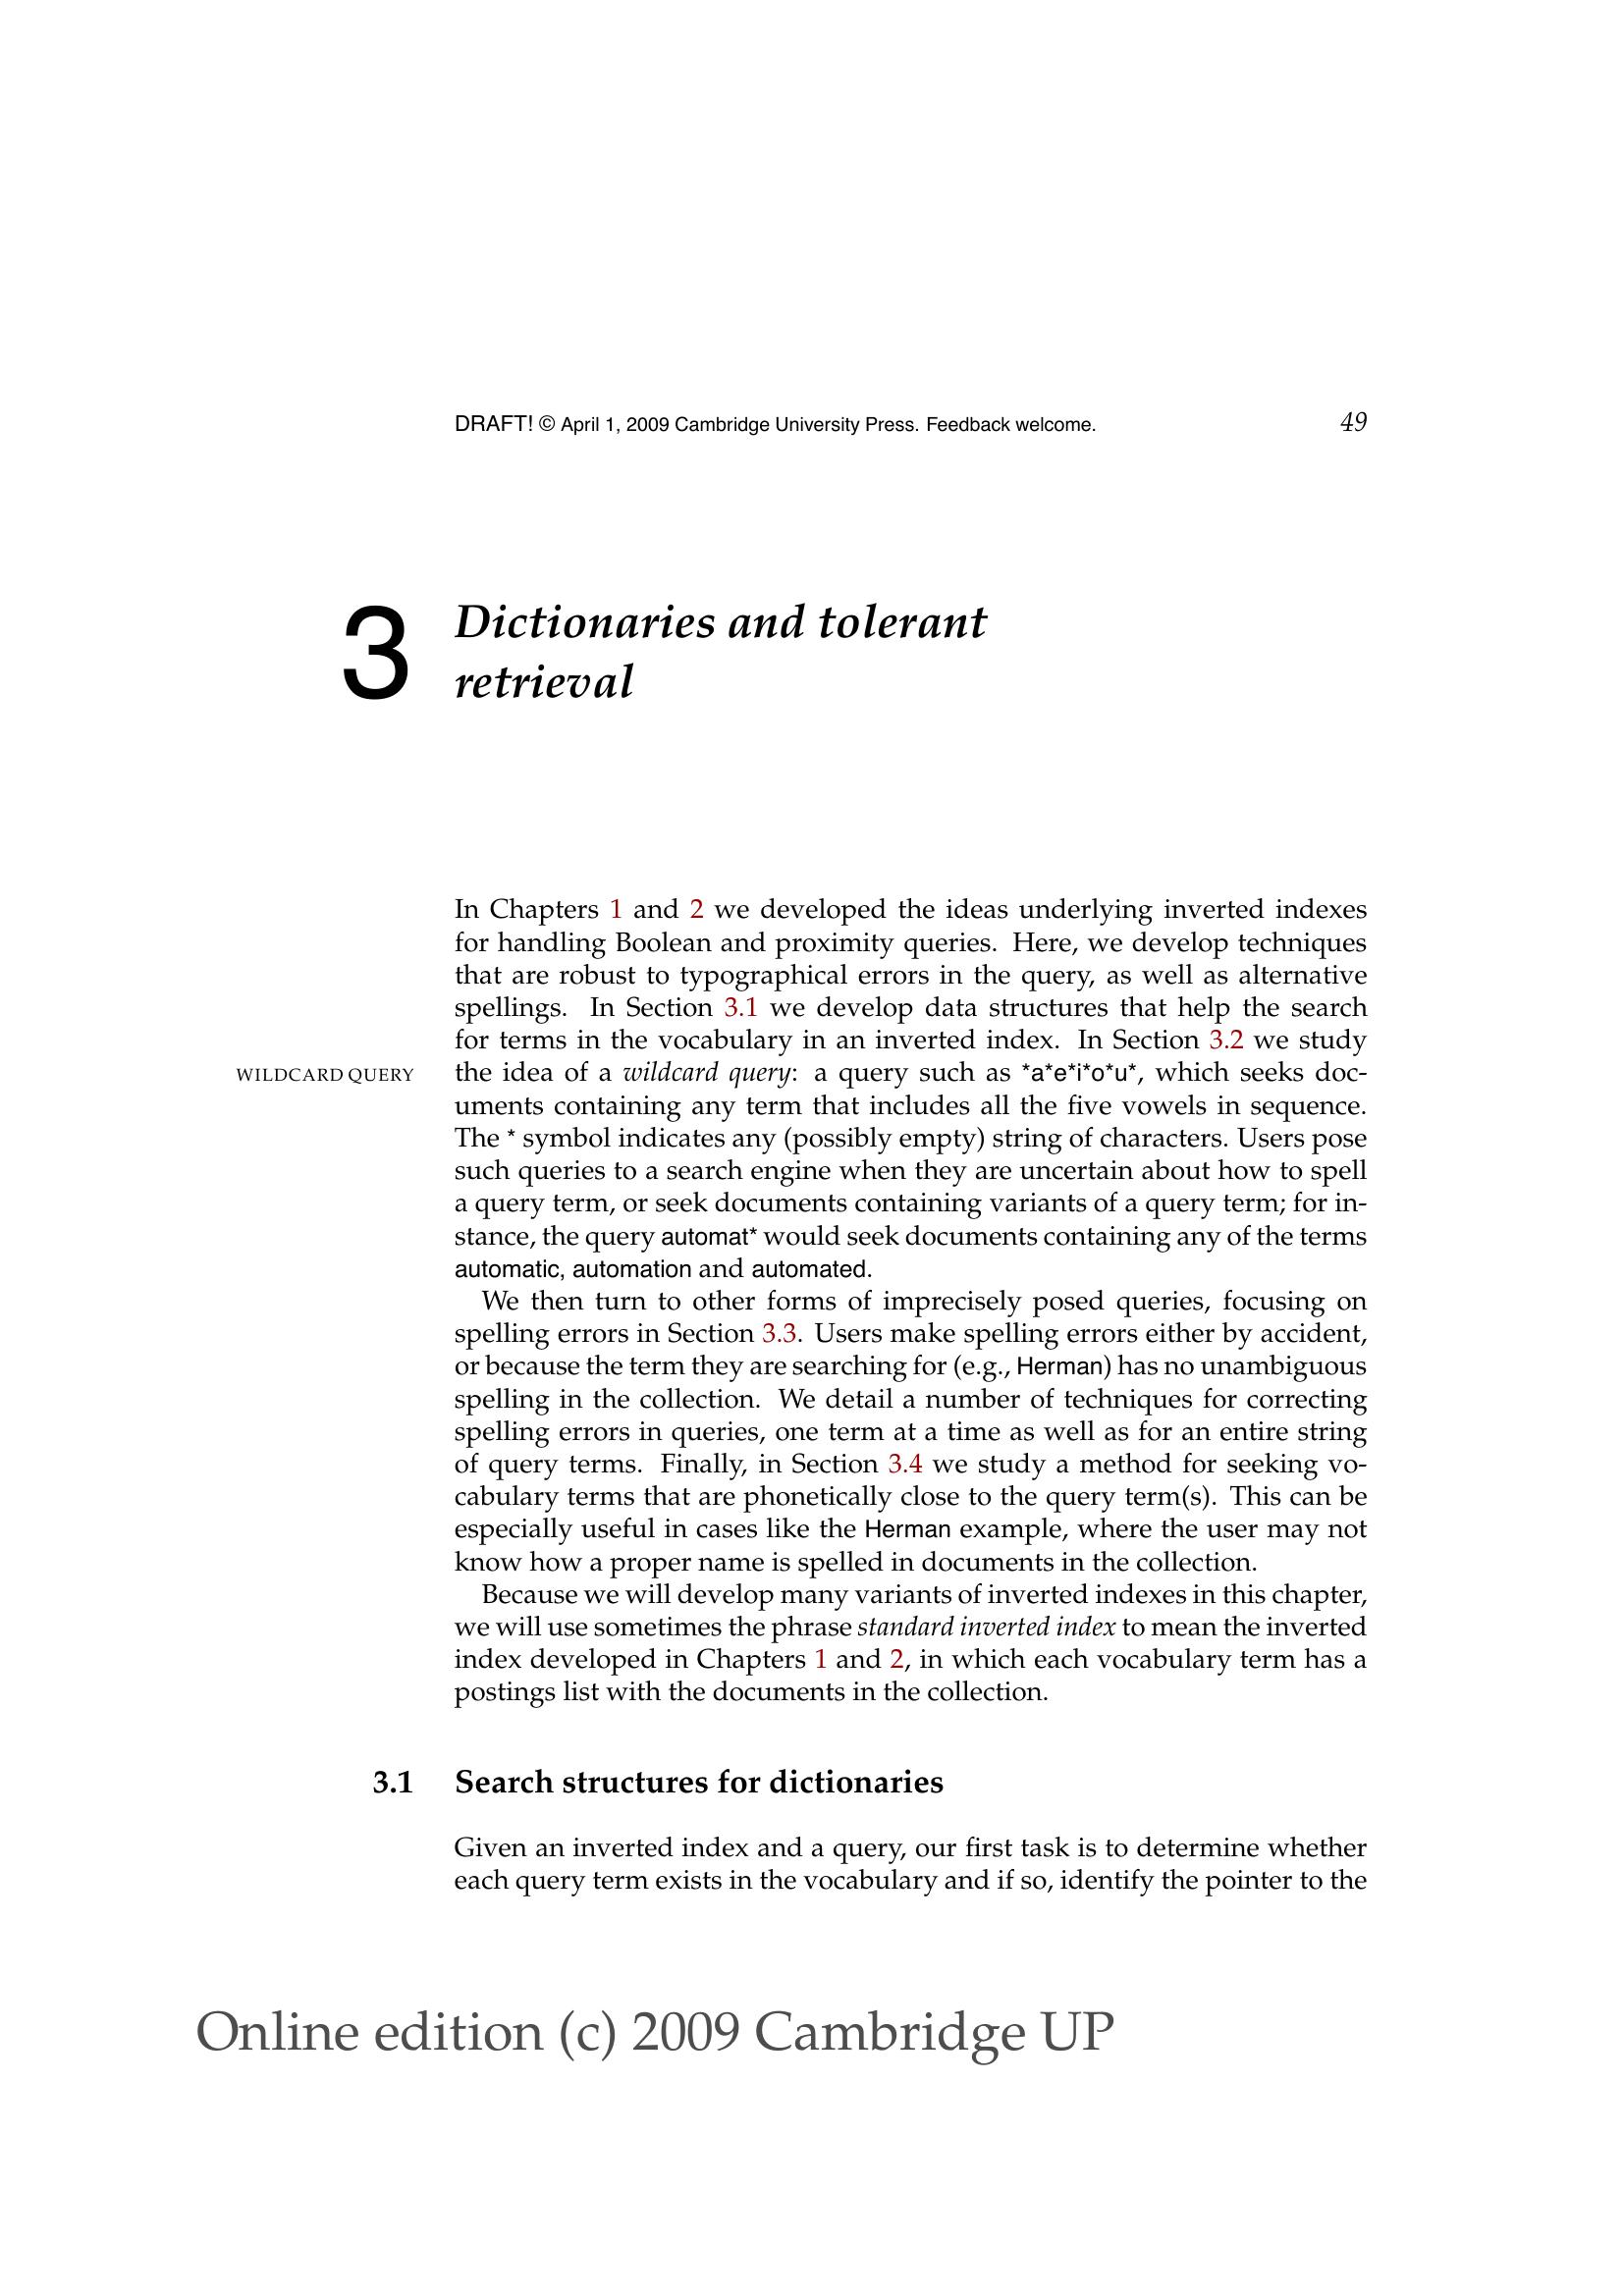 DRAFT! © April 1, 2009 Cambridge University Press. Feedback welcome. 49
3 Dictionaries and tolerant
retrieval
In Chapters 1 and 2 we developed the ideas underlying inverted indexes
for handling Boolean and proximity queries. Here, we develop techniques
that are robust to typographical errors in the query, as well as alternative
spellings. In Section 3.1 we develop data structures that help the search
for terms in the vocabulary in an inverted index. In Section 3.2 we study
WILDCARD QUERY the idea of a wildcard query: a query such as *a*e*i*o*u*, which seeks doc-
uments containing any term that includes all the five vowels in sequence.
The * symbol indicates any (possibly empty) string of characters. Users pose
such queries to a search engine when they are uncertain about how to spell
a query term, or seek documents containing variants of a query term; for in-
stance, the query automat* would seek documents containing any of the terms
automatic, automation and automated.
We then turn to other forms of imprecisely posed queries, focusing on
spelling errors in Section 3.3. Users make spelling errors either by accident,
or because the term they are searching for (e.g., Herman) has no unambiguous
spelling in the collection. We detail a number of techniques for correcting
spelling errors in queries, one term at a time as well as for an entire string
of query terms. Finally, in Section 3.4 we study a method for seeking vo-
cabulary terms that are phonetically close to the query term(s). This can be
especially useful in cases like the Herman example, where the user may not
know how a proper name is spelled in documents in the collection.
Because we will develop many variants of inverted indexes in this chapter,
we will use sometimes the phrase standard inverted index to mean the inverted
index developed in Chapters 1 and 2, in which each vocabulary term has a
postings list with the documents in the collection.
3.1 Search structures for dictionaries
Given an inverted index and a query, our first task is to determine whether
each query term exists in the vocabulary and if so, identify the pointer to the
Online edition (c) 2009 Cambridge UP